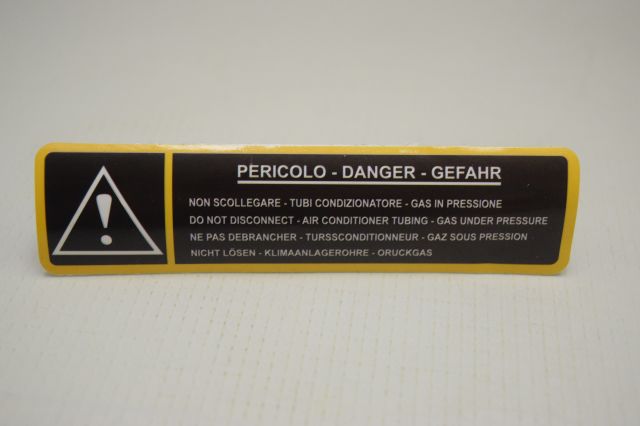 PERICOLO - DANGER - GEFAHR
NON SCOLLEGARE - TUBI CONDIZIONATORE - GAS IN PRESSIONE
DO NOT DISCONNECT - AIR CONDITIONER TUBING - GAS UNDER PRESSURE
NE PAS DEBRANCHER - TURSSCONDITIONNEUR - GAZ SOUS PRESSION
NICHT LÖSEN - KLIMAANLAGEROHRE - ORUCKGAS